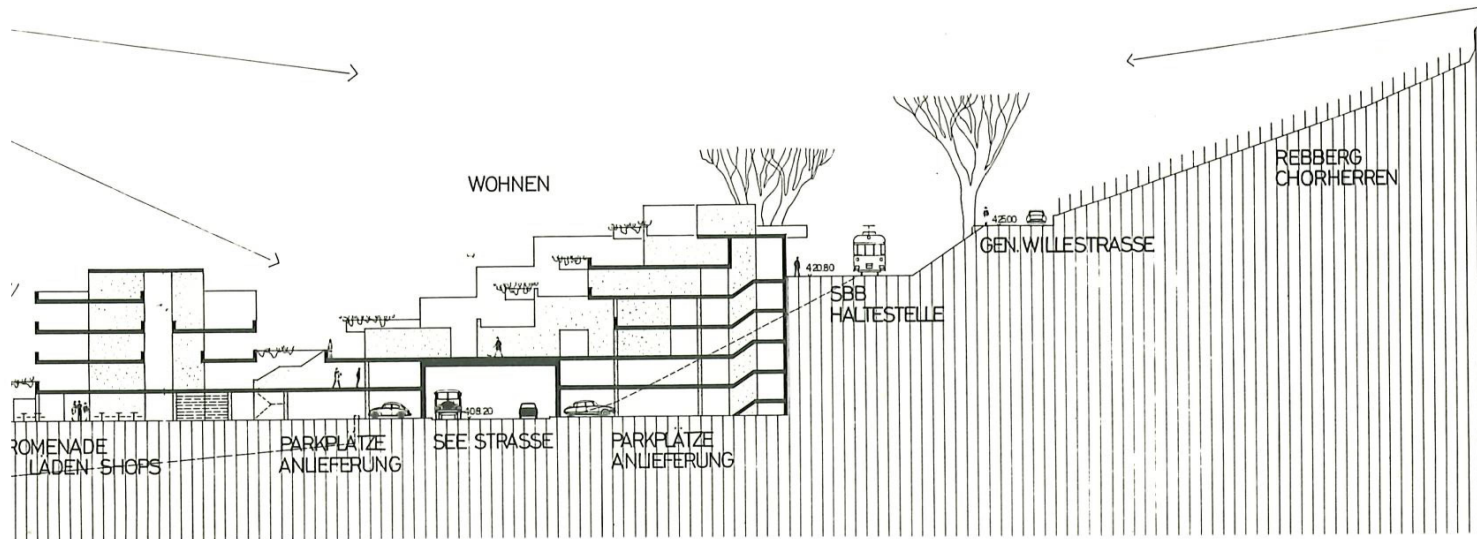 WOHNEN
REBBERG
CHORHERREN
425.00
GEN. WILLESTRASSE
420.80
SBB
HALTESTELLE
408.20
ROMENADE
LADEN SHOPS
PARKPLÄTZE
ANLIEFERUNG
SEE STRASSE
PARKPLÄTZE
ANLIEFERUNG